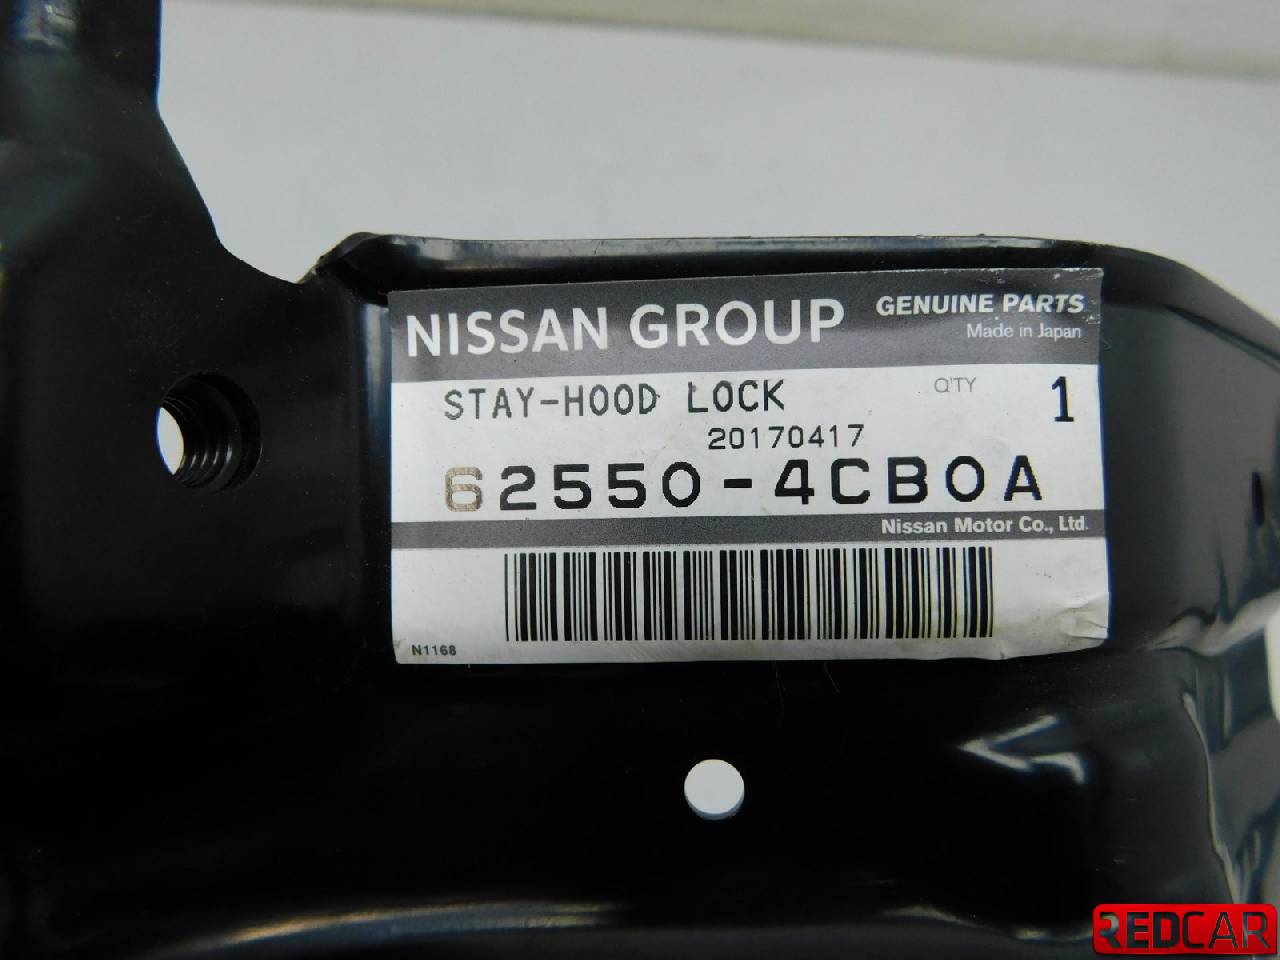 NISSAN GROUP GENUINE PARTS
Made in Japan
STAY-HOOD LOCK Q'TY 1
20170417
62550-4CB0A
Nissan Motor Co., Ltd.
N1168
REDCAR